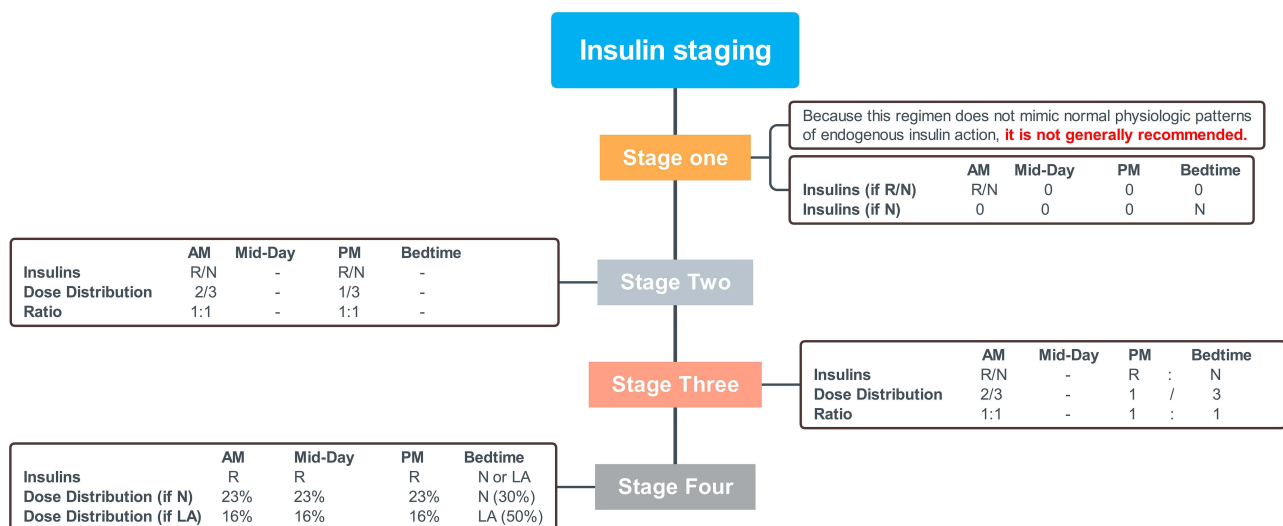 Insulin staging
Stage one
Because this regimen does not mimic normal physiologic patterns
of endogenous insulin action, it is not generally recommended.
AM Mid-Day PM Bedtime
Insulins (if R/N) R/N 0 0 0
Insulins (if N) 0 0 0 N
Stage Two
AM Mid-Day PM Bedtime
Insulins R/N - R/N -
Dose Distribution 2/3 - 1/3 -
Ratio 1:1 - 1:1 -
Stage Three
AM Mid-Day PM Bedtime
Insulins R/N - R : N
Dose Distribution 2/3 - 1 / 3
Ratio 1:1 - 1 : 1
Stage Four
AM Mid-Day PM Bedtime
Insulins R R R N or LA
Dose Distribution (if N) 23% 23% 23% N (30%)
Dose Distribution (if LA) 16% 16% 16% LA (50%)